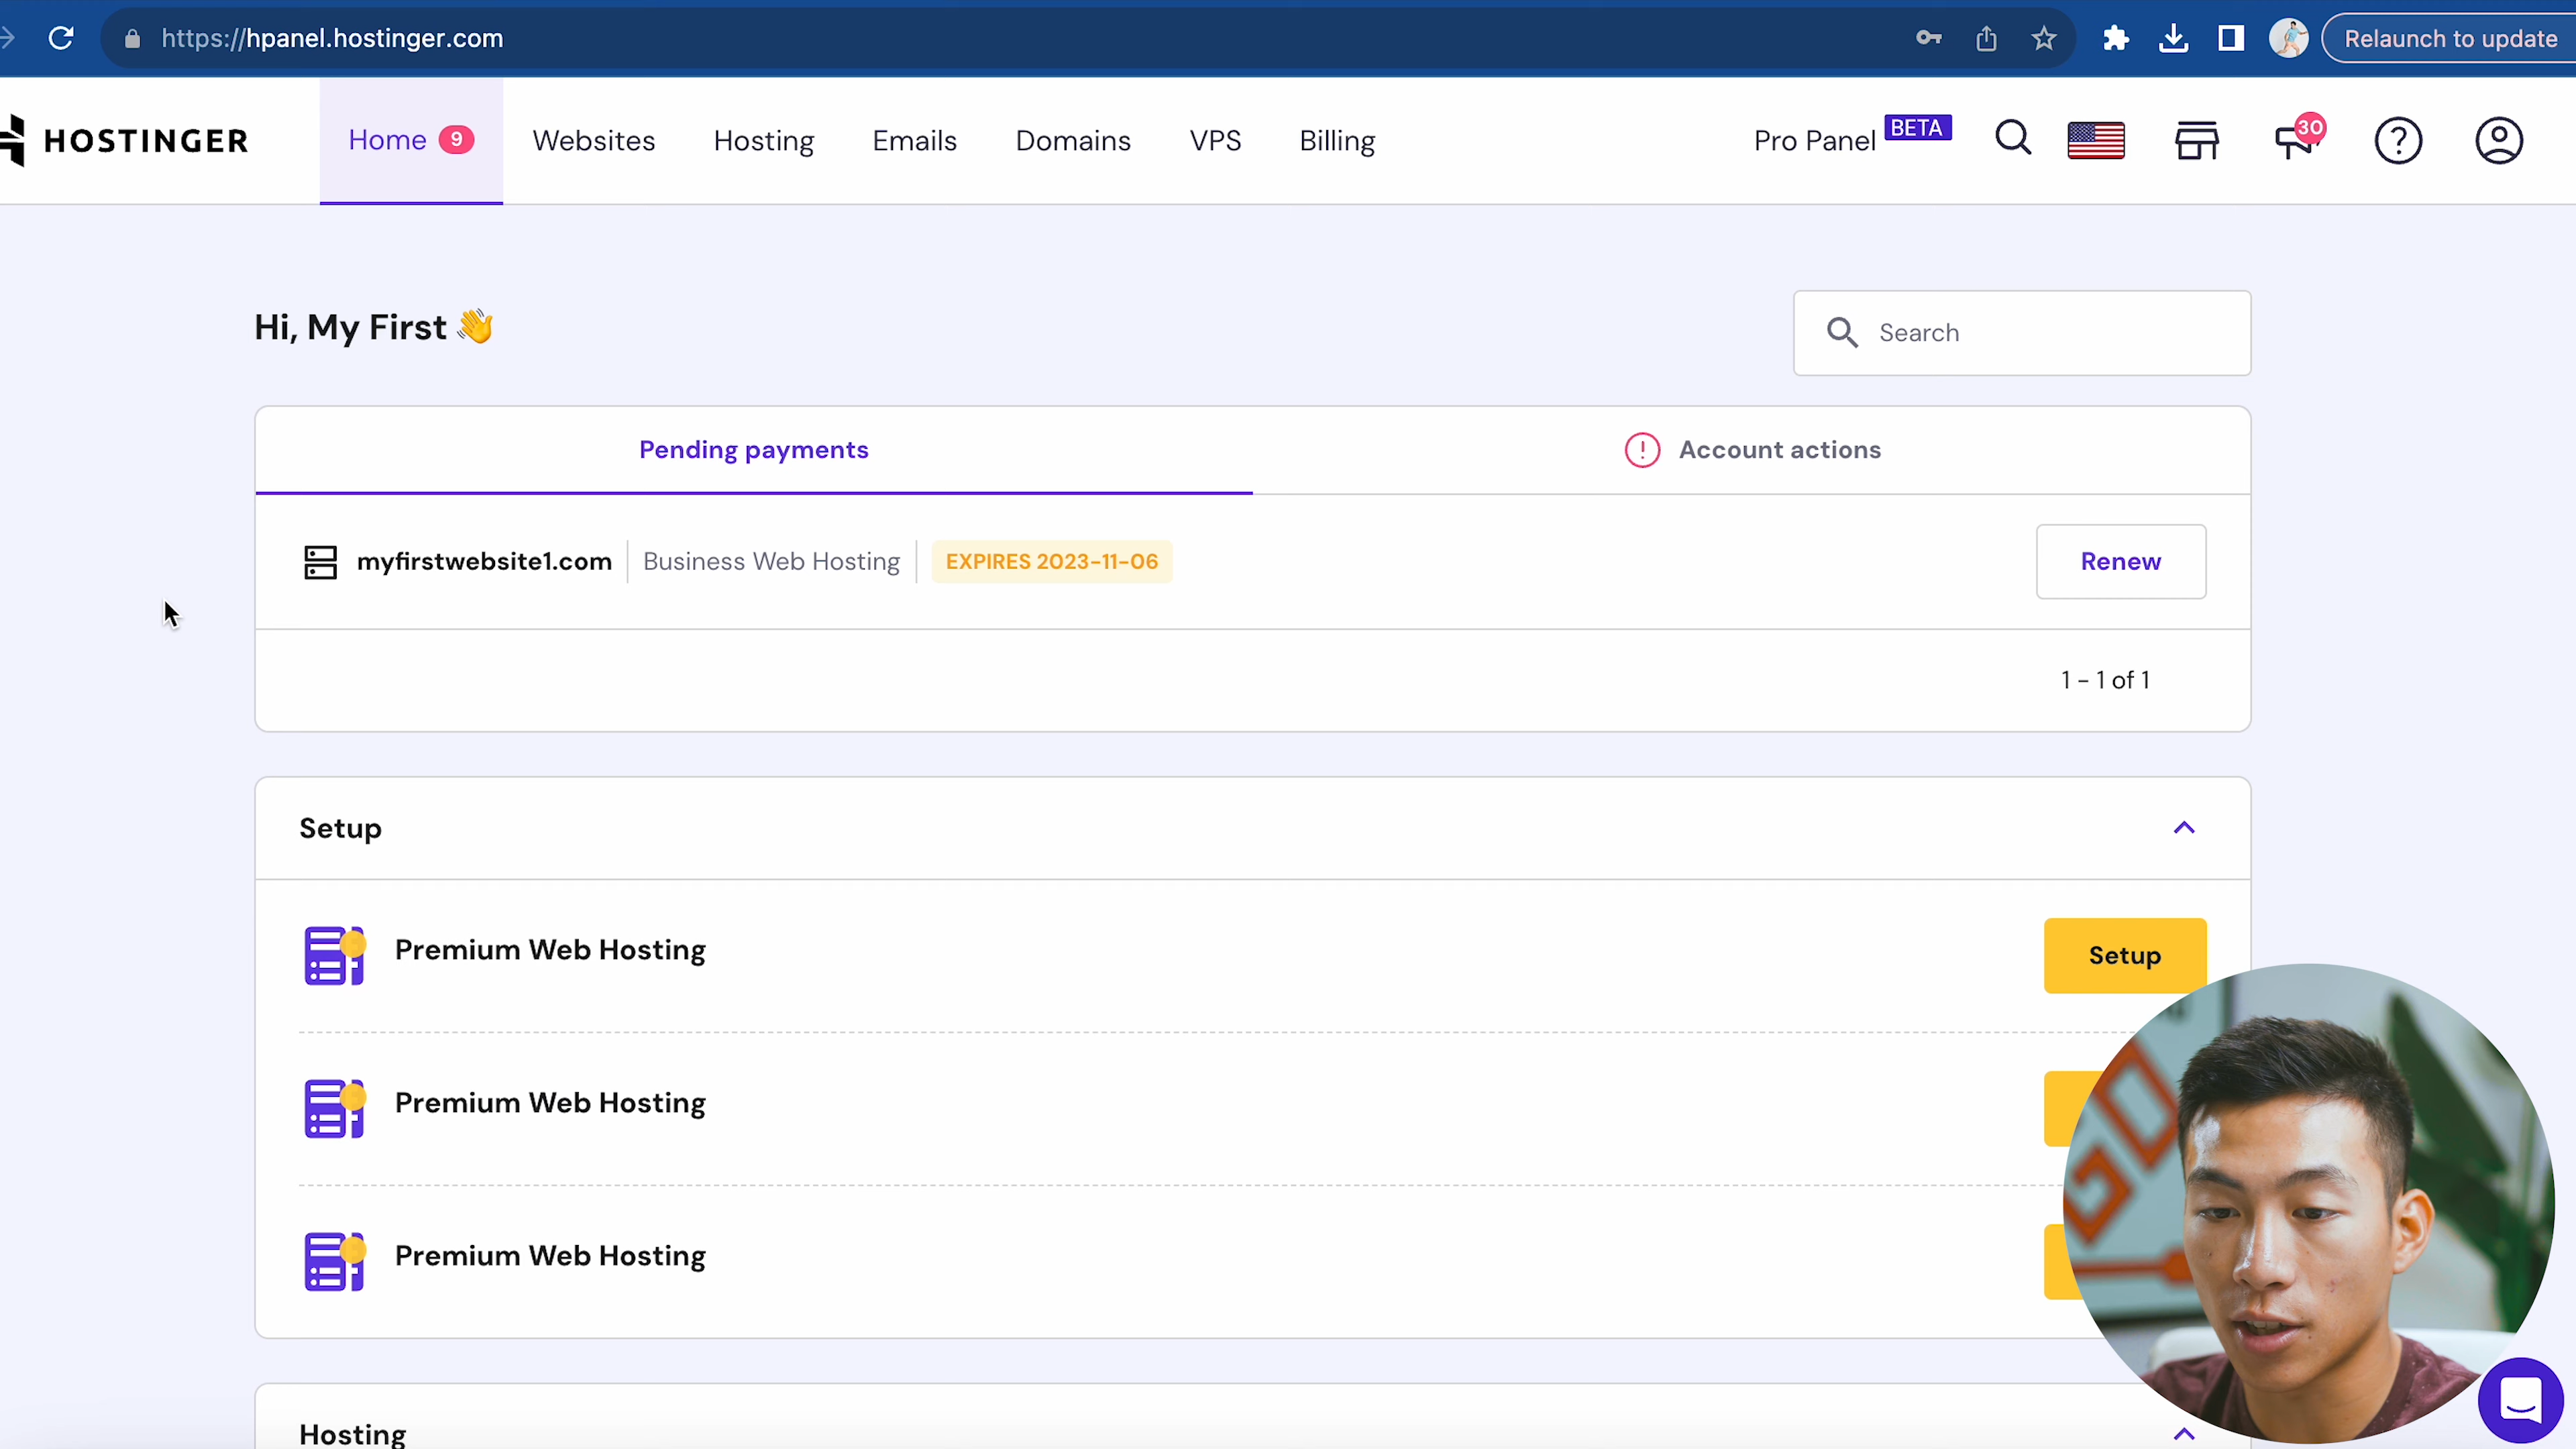 https://hpanel.hostinger.com
Relaunch to update
HOSTINGER
Home 9
Websites
Hosting
Emails
Domains
VPS
Billing
Pro Panel BETA
30
Hi, My First 👋
Search
Pending payments
Account actions
myfirstwebsite1.com
Business Web Hosting
EXPIRES 2023-11-06
Renew
1 - 1 of 1
Setup
Premium Web Hosting
Setup
Premium Web Hosting
Premium Web Hosting
Hosting